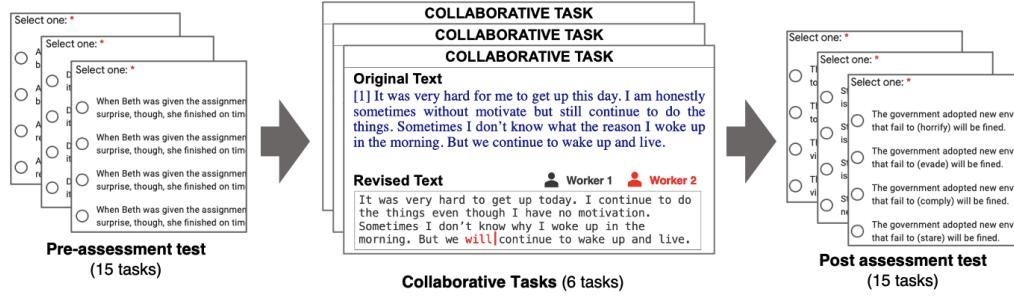 Select one: *
Select one: *
Select one: *
When Beth was given the assignmen
surprise, though, she finished on tim
When Beth was given the assignmen
surprise, though, she finished on tim
When Beth was given the assignmen
surprise, though, she finished on tim
When Beth was given the assignmen
surprise, though, she finished on tim
Pre-assessment test
(15 tasks)
COLLABORATIVE TASK
COLLABORATIVE TASK
COLLABORATIVE TASK
Original Text
[1] It was very hard for me to get up this day. I am honestly
sometimes without motivate but still continue to do the
things. Sometimes I don't know what the reason I woke up
in the morning. But we continue to wake up and live.
Revised Text
Worker 1
Worker 2
It was very hard to get up today. I continue to do
the things even though I have no motivation.
Sometimes I don't know why I woke up in the
morning. But we will continue to wake up and live.
Collaborative Tasks (6 tasks)
Select one: *
Select one: *
Select one: *
The government adopted new env
that fail to (horrify) will be fined.
The government adopted new env
that fail to (evade) will be fined.
The government adopted new env
that fail to (comply) will be fined.
The government adopted new env
that fail to (stare) will be fined.
Post assessment test
(15 tasks)